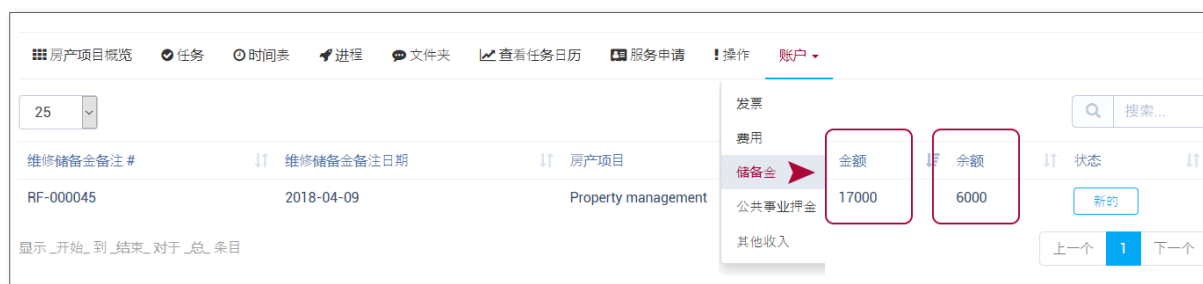 房产项目概览 任务 时间表 进程 文件夹 查看任务日历 服务申请 操作 账户
25
发票
费用
储备金
公共事业押金
其他收入
搜索...
维修储备金备注 # 维修储备金备注日期 房产项目 金额 余额 状态
RF-000045 2018-04-09 Property management 17000 6000 新的
显示 _开始_ 到 _结束_ 对于 _总_ 条目
上一个 1 下一个